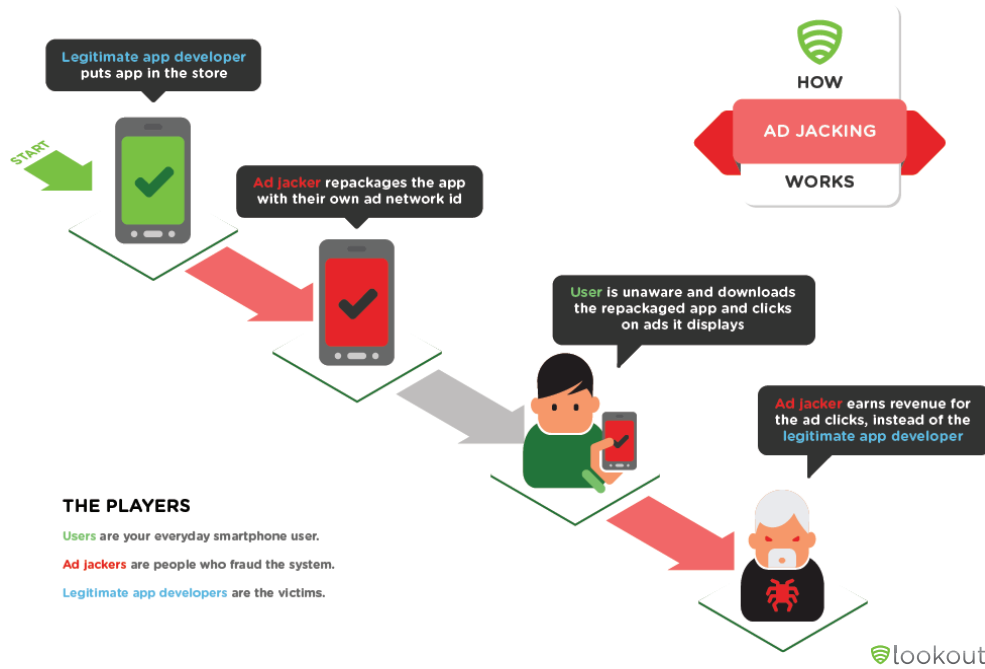 Legitimate app developer
puts app in the store
HOW
AD JACKING
WORKS
START
Ad jacker repackages the app
with their own ad network id
User is unaware and downloads
the repackaged app and clicks
on ads it displays
Ad jacker earns revenue for
the ad clicks, instead of the
legitimate app developer
THE PLAYERS
Users are your everyday smartphone user.
Ad jackers are people who fraud the system.
Legitimate app developers are the victims.
lookout